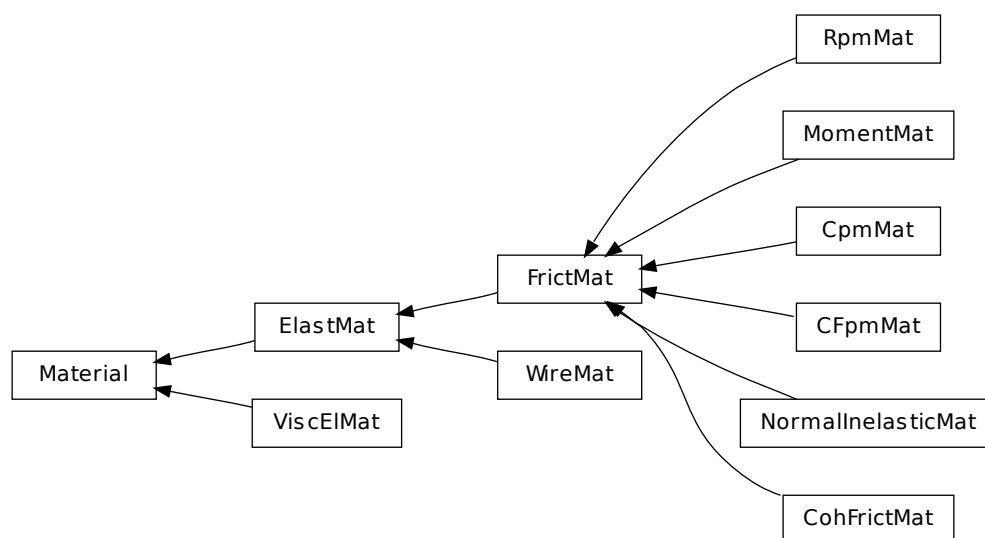 RpmMat
MomentMat
CpmMat
FrictMat
ElastMat
CFpmMat
Material
WireMat
ViscElMat
NormalInelasticMat
CohFrictMat